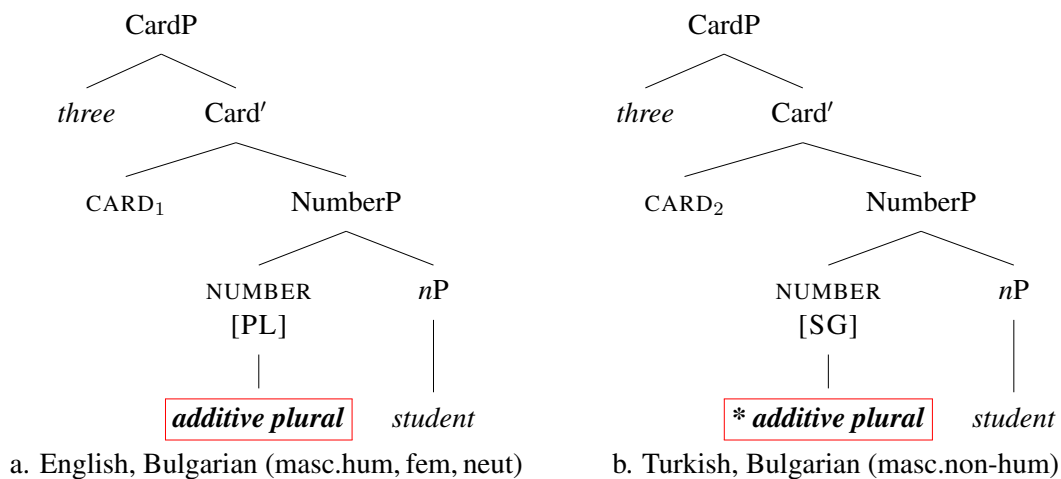 CardP CardP
three Card′ three Card′
CARD₁ NumberP CARD₂ NumberP
NUMBER nP NUMBER nP
[PL] [SG]
additive plural student * additive plural student
a. English, Bulgarian (masc.hum, fem, neut) b. Turkish, Bulgarian (masc.non-hum)